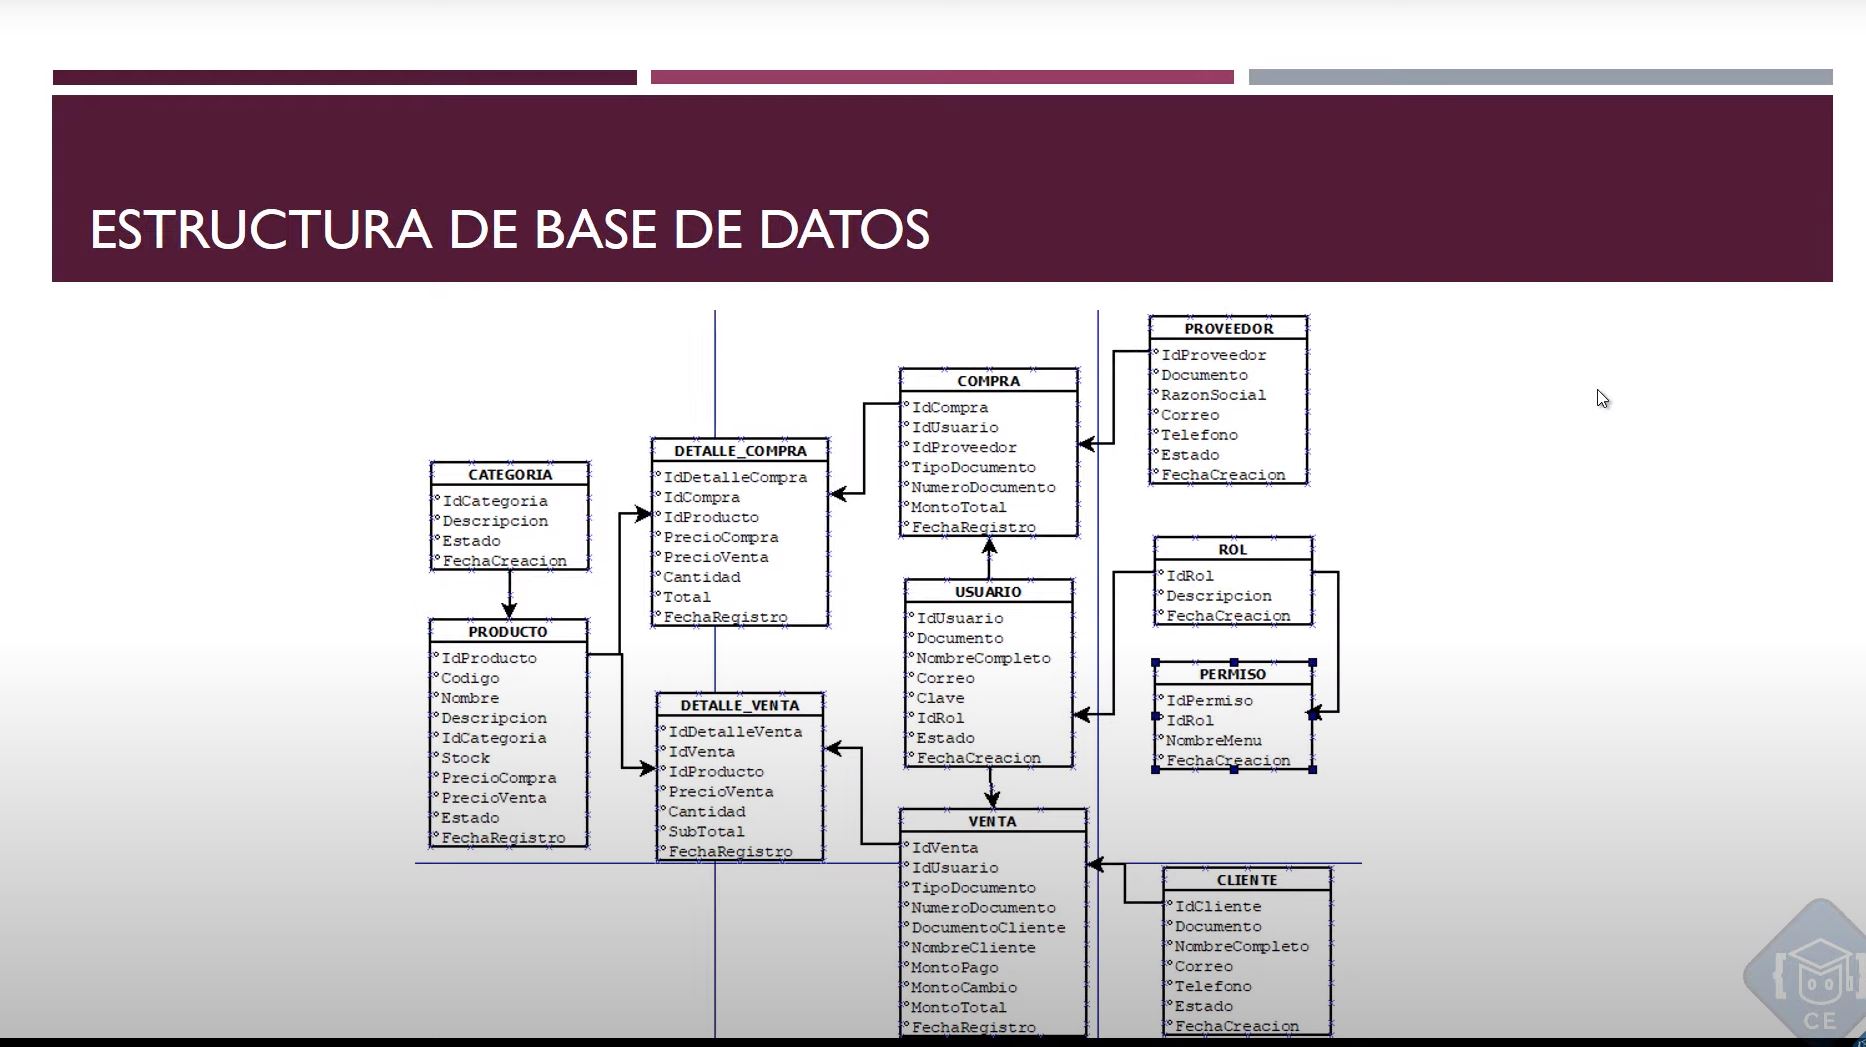 ESTRUCTURA DE BASE DE DATOS
CATEGORIA
IdCategoria
Descripcion
Estado
FechaCreacion
PRODUCTO
IdProducto
Codigo
Nombre
Descripcion
IdCategoria
Stock
PrecioCompra
PrecioVenta
Estado
FechaRegistro
DETALLE_COMPRA
IdDetalleCompra
IdCompra
IdProducto
PrecioCompra
PrecioVenta
Cantidad
Total
FechaRegistro
DETALLE_VENTA
IdDetalleVenta
IdVenta
IdProducto
PrecioVenta
Cantidad
SubTotal
FechaRegistro
COMPRA
IdCompra
IdUsuario
IdProveedor
TipoDocumento
NumeroDocumento
MontoTotal
FechaRegistro
USUARIO
IdUsuario
Documento
NombreCompleto
Correo
Clave
IdRol
Estado
FechaCreacion
VENTA
IdVenta
IdUsuario
TipoDocumento
NumeroDocumento
DocumentoCliente
NombreCliente
MontoPago
MontoCambio
MontoTotal
FechaRegistro
PROVEEDOR
IdProveedor
Documento
RazonSocial
Correo
Telefono
Estado
FechaCreacion
ROL
IdRol
Descripcion
FechaCreacion
PERMISO
IdPermiso
IdRol
NombreMenu
FechaCreacion
CLIENTE
IdCliente
Documento
NombreCompleto
Correo
Telefono
Estado
FechaCreacion
CE